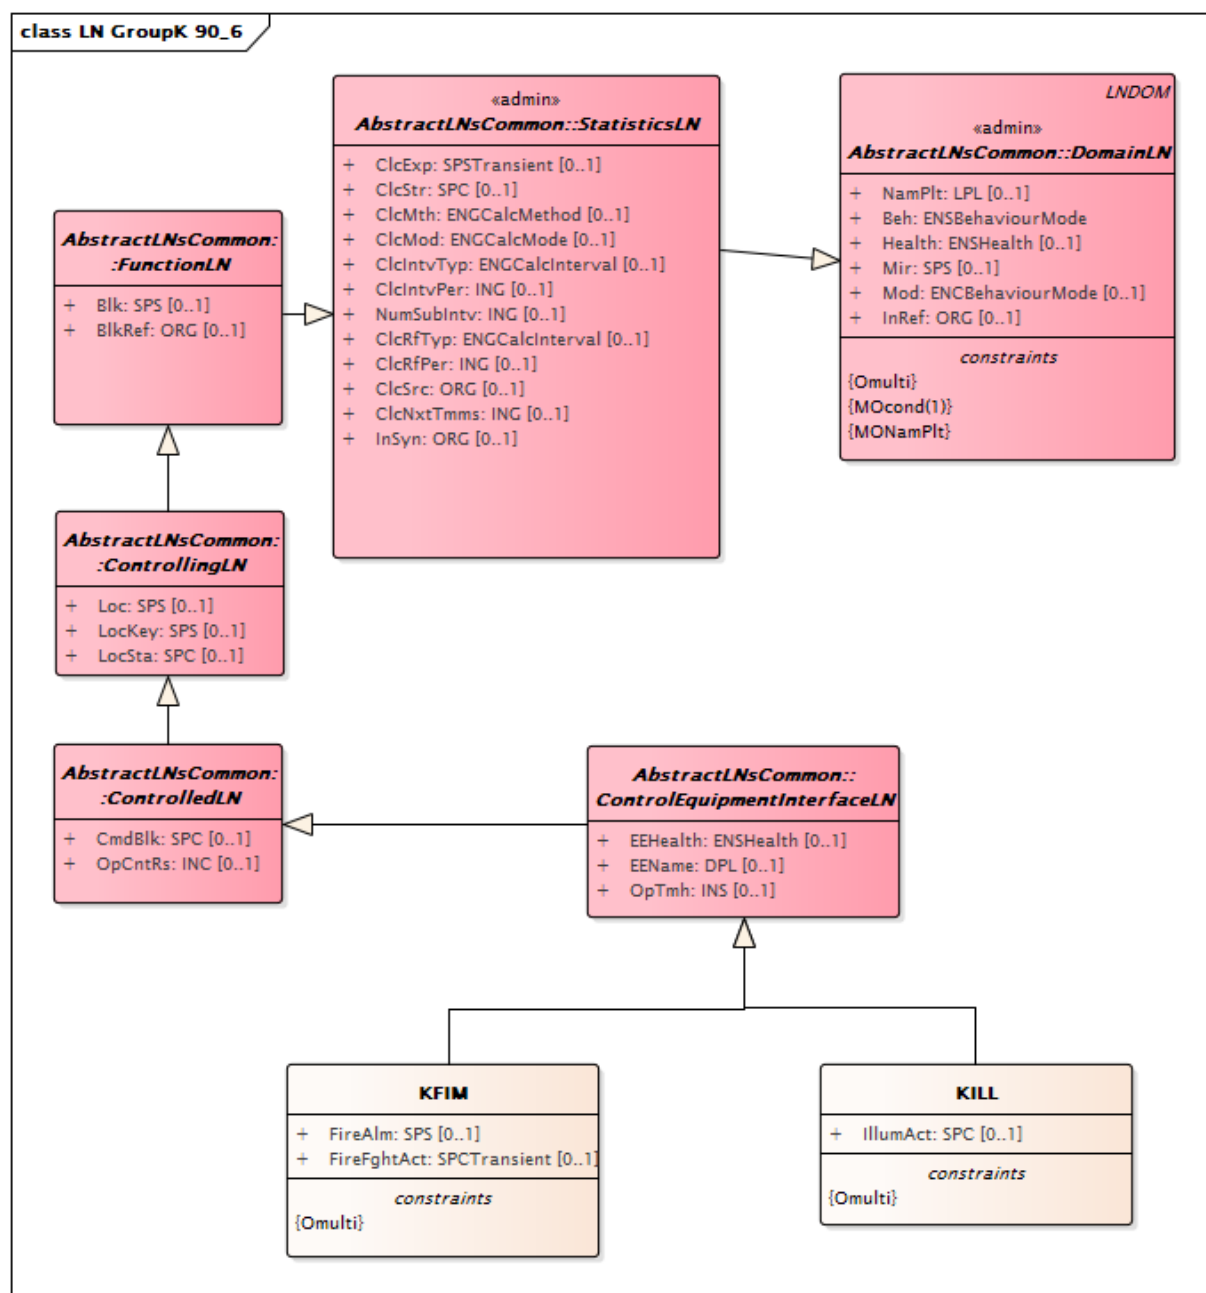 class LN GroupK 90_6
«admin»
AbstractLNsCommon::StatisticsLN
+ ClcExp: SPSTransient [0..1]
+ ClcStr: SPC [0..1]
+ ClcMth: ENGCalcMethod [0..1]
+ ClcMod: ENGCalcMode [0..1]
+ ClcIntvTyp: ENGCalcInterval [0..1]
+ ClcIntvPer: ING [0..1]
+ NumSubIntv: ING [0..1]
+ ClcRfTyp: ENGCalcInterval [0..1]
+ ClcRfPer: ING [0..1]
+ ClcSrc: ORG [0..1]
+ ClcNxtTmms: ING [0..1]
+ InSyn: ORG [0..1]
LNDOM
«admin»
AbstractLNsCommon::DomainLN
+ NamPlt: LPL [0..1]
+ Beh: ENSBehaviourMode
+ Health: ENSHealth [0..1]
+ Mir: SPS [0..1]
+ Mod: ENCBehaviourMode [0..1]
+ InRef: ORG [0..1]
constraints
{Omulti}
{MOcond(1)}
{MONamPlt}
AbstractLNsCommon:
:FunctionLN
+ Blk: SPS [0..1]
+ BlkRef: ORG [0..1]
AbstractLNsCommon:
:ControllingLN
+ Loc: SPS [0..1]
+ LocKey: SPS [0..1]
+ LocSta: SPC [0..1]
AbstractLNsCommon:
:ControlledLN
+ CmdBlk: SPC [0..1]
+ OpCntRs: INC [0..1]
AbstractLNsCommon::
ControlEquipmentInterfaceLN
+ EEHealth: ENSHealth [0..1]
+ EEName: DPL [0..1]
+ OpTmh: INS [0..1]
KFIM
+ FireAlm: SPS [0..1]
+ FireFghtAct: SPCTransient [0..1]
constraints
{Omulti}
KILL
+ IllumAct: SPC [0..1]
constraints
{Omulti}